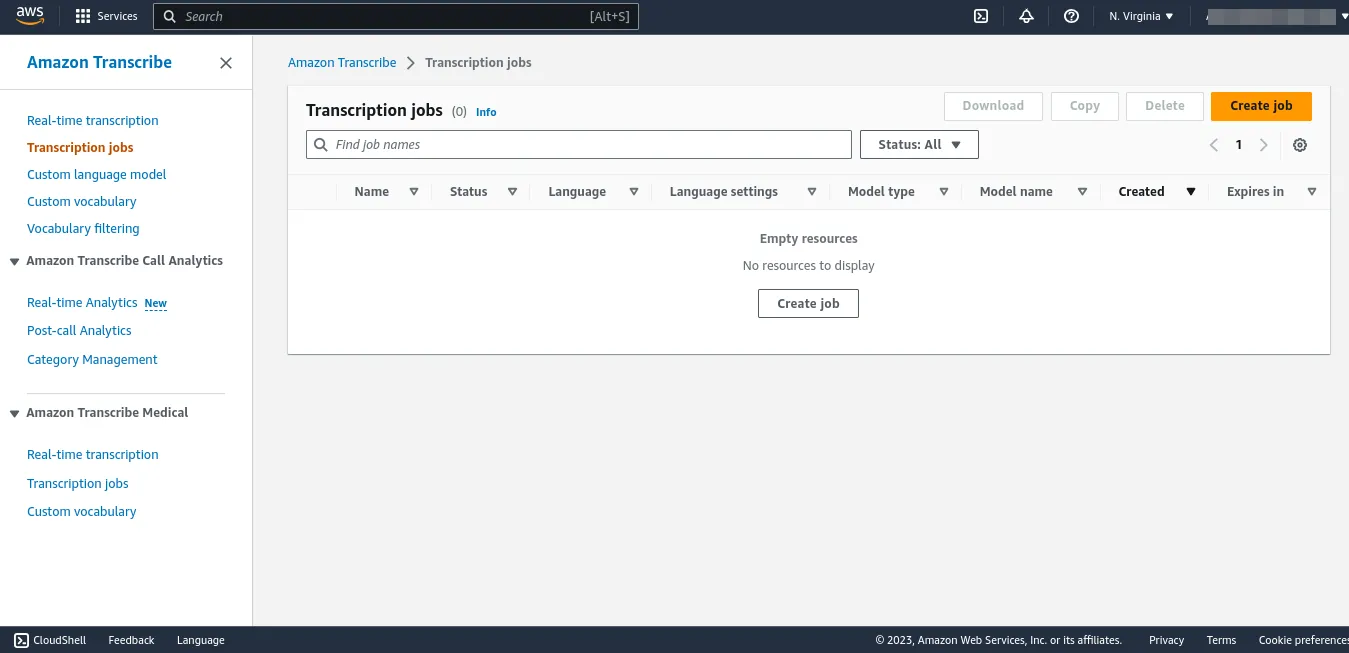 aws
Services
Search
[Alt+S]
N. Virginia
Amazon Transcribe
Real-time transcription
Transcription jobs
Custom language model
Custom vocabulary
Vocabulary filtering
Amazon Transcribe Call Analytics
Real-time Analytics New
Post-call Analytics
Category Management
Amazon Transcribe Medical
Real-time transcription
Transcription jobs
Custom vocabulary
Amazon Transcribe > Transcription jobs
Transcription jobs (0) Info
Download
Copy
Delete
Create job
Find job names
Status: All
1
Name
Status
Language
Language settings
Model type
Model name
Created
Expires in
Empty resources
No resources to display
Create job
CloudShell
Feedback
Language
© 2023, Amazon Web Services, Inc. or its affiliates.
Privacy
Terms
Cookie preferences